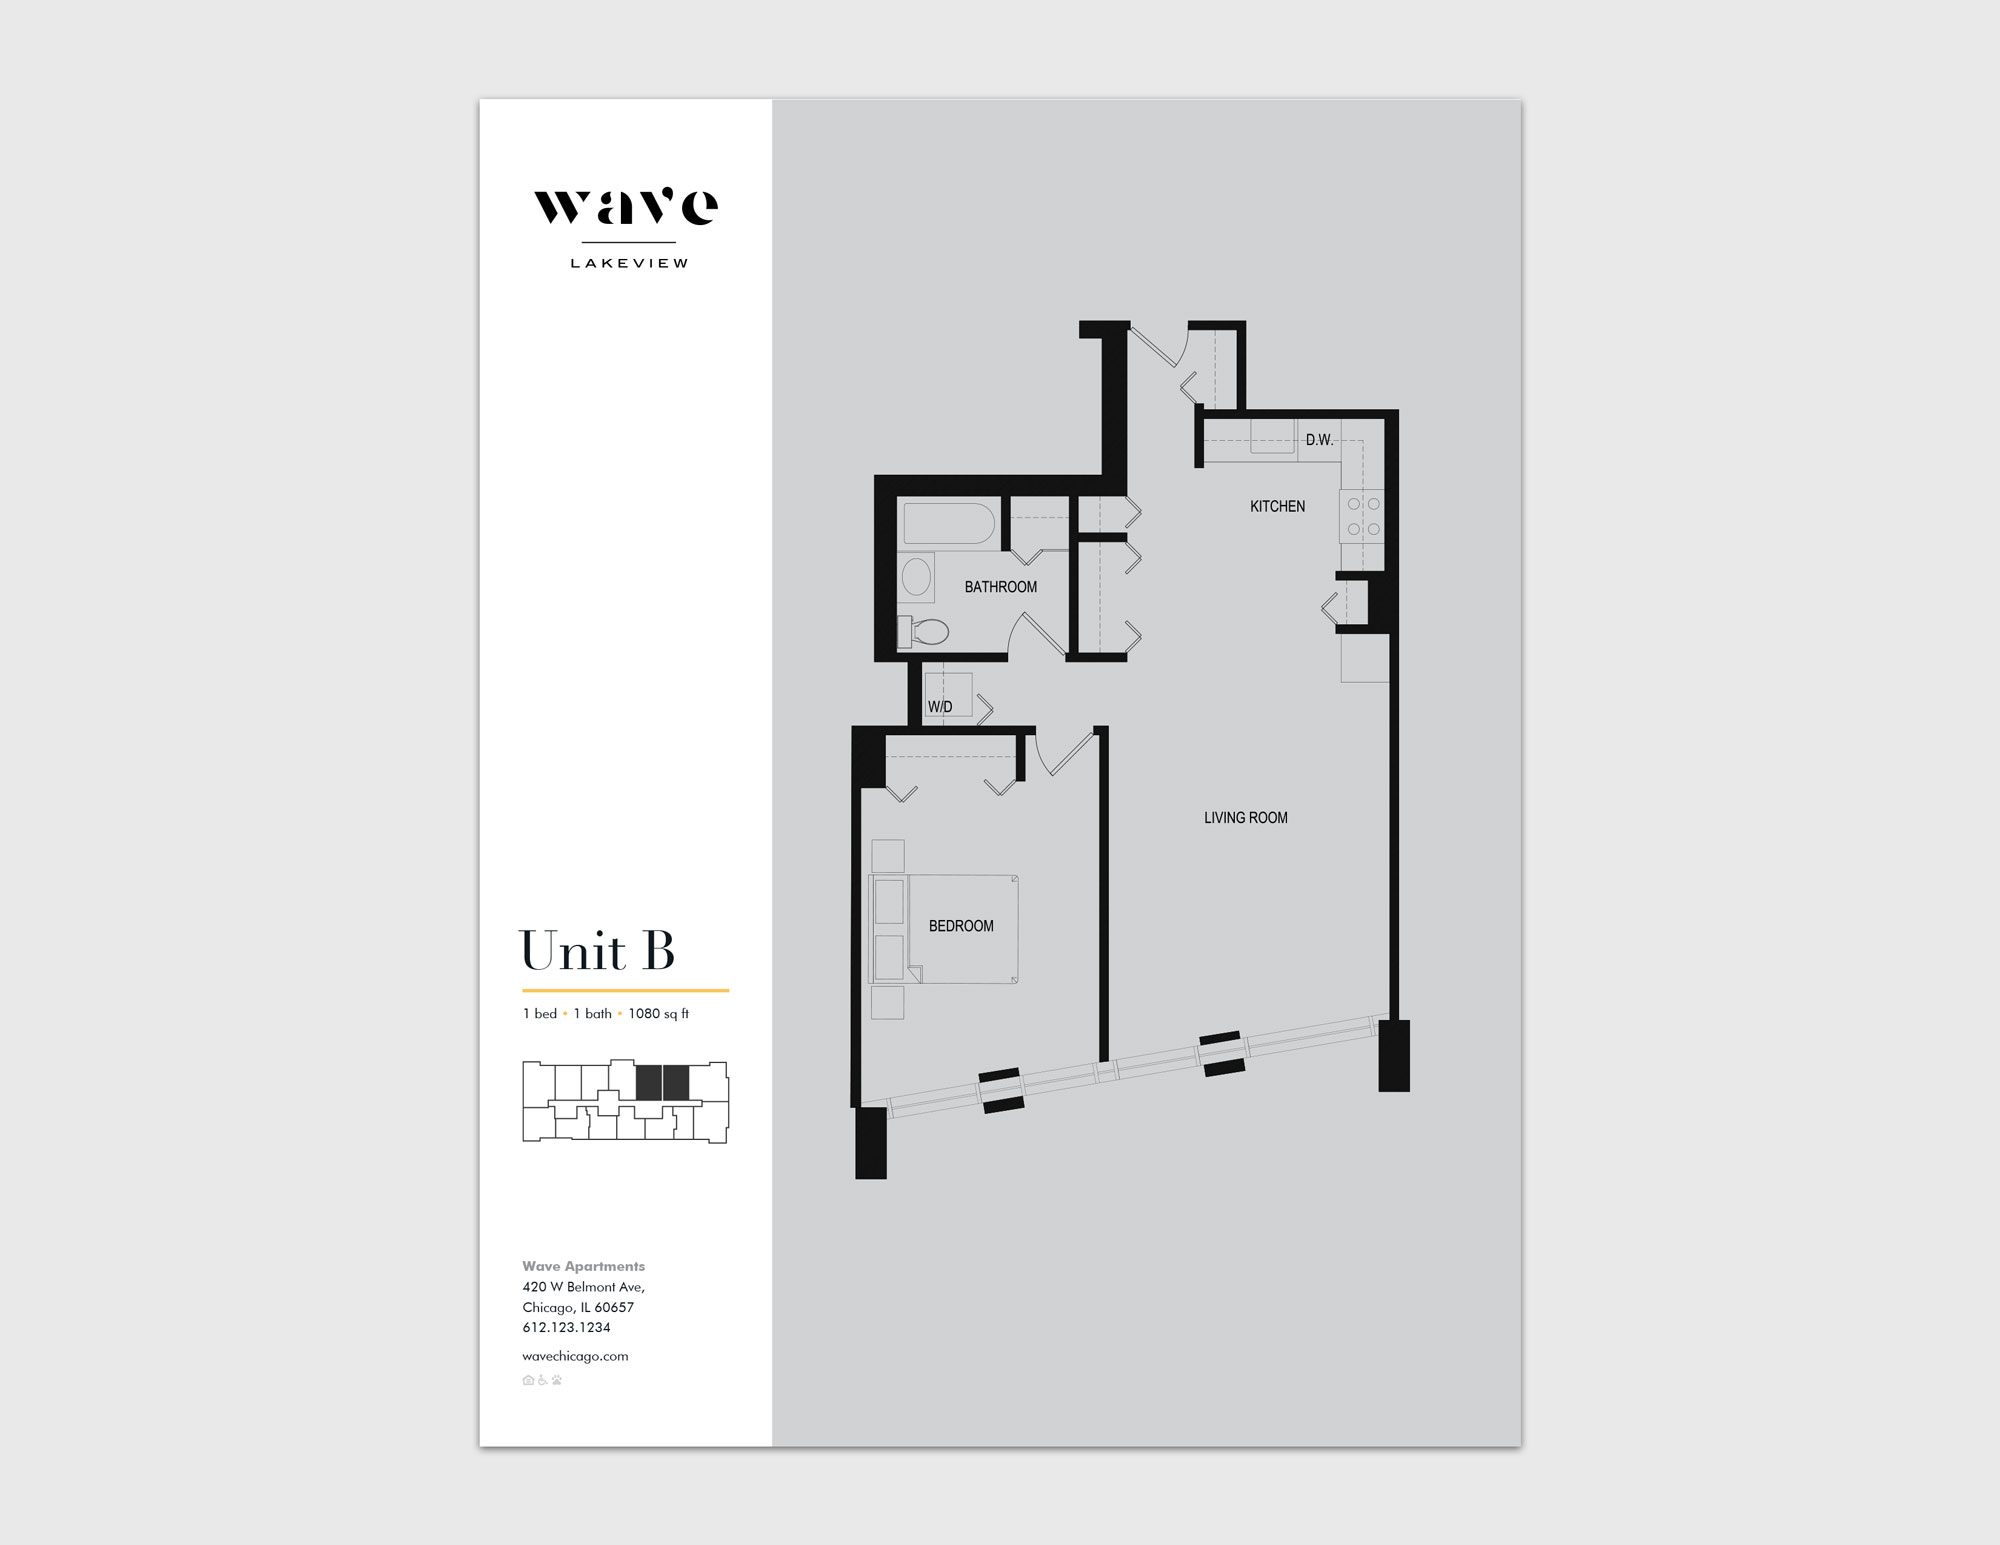 wave
LAKEVIEW
Unit B
1 bed • 1 bath • 1080 sq ft
Wave Apartments
420 W Belmont Ave,
Chicago, IL 60657
612.123.1234
wavechicago.com
D.W.
KITCHEN
BATHROOM
W/D
LIVING ROOM
BEDROOM